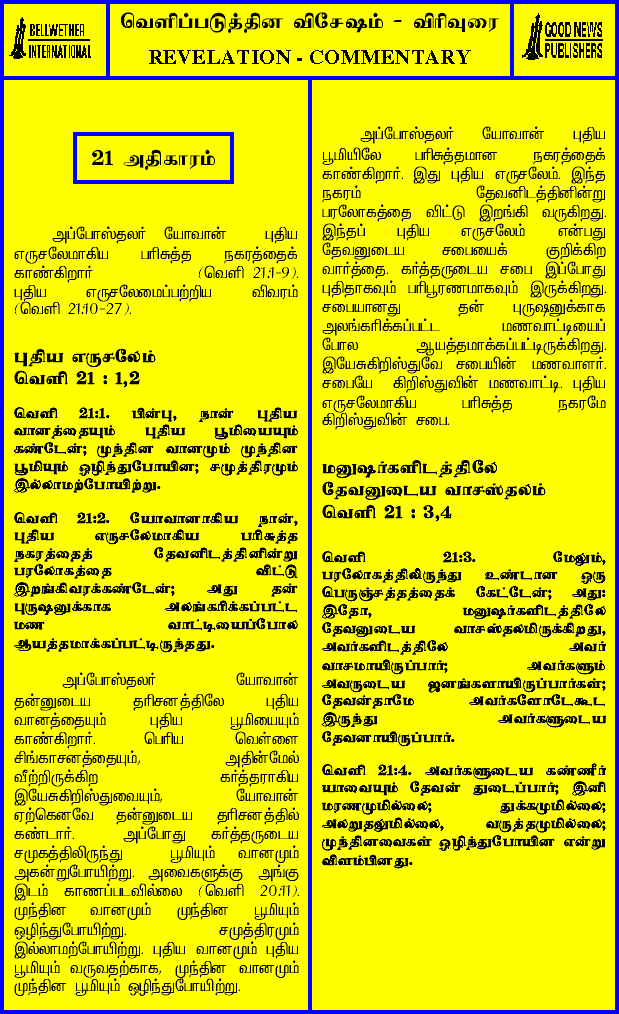 BELLWETHER
INTERNATIONAL
வெளிப்படுத்தின விசேஷம் - விரிவுரை
REVELATION - COMMENTARY
GOOD NEWS
PUBLISHERS
21 அதிகாரம்
அப்போஸ்தலர் யோவான் புதிய
எருசலேமாகிய பரிசுத்த நகரத்தைக்
காண்கிறார் (வெளி 21:1-9).
புதிய எருசலேமைப்பற்றிய விவரம்
(வெளி 21:10-27).
புதிய எருசலேம்
வெளி 21 : 1,2
வெளி 21:1. பின்பு, நான் புதிய
வானத்தையும் புதிய பூமியையும்
கண்டேன்; முந்தின வானமும் முந்தின
பூமியும் ஒழிந்துபோயின; சமுத்திரமும்
இல்லாமற்போயிற்று.
வெளி 21:2. யோவானாகிய நான்,
புதிய எருசலேமாகிய பரிசுத்த
நகரத்தைத் தேவனிடத்தினின்று
பரலோகத்தை விட்டு
இறங்கிவரக்கண்டேன்; அது தன்
புருஷனுக்காக அலங்கரிக்கப்பட்ட
மண வாட்டியைப்போல
ஆயத்தமாக்கப்பட்டிருந்தது.
அப்போஸ்தலர் யோவான்
தன்னுடைய தரிசனத்திலே புதிய
வானத்தையும் புதிய பூமியையும்
காண்கிறார். பெரிய வெள்ளை
சிங்காசனத்தையும், அதின்மேல்
வீற்றிருக்கிற கர்த்தராகிய
இயேசுகிறிஸ்துவையும், யோவான்
ஏற்கெனவே தன்னுடைய தரிசனத்தில்
கண்டார். அப்போது கர்த்தருடைய
சமுகத்திலிருந்து பூமியும் வானமும்
அகன்றுபோயிற்று. அவைகளுக்கு அங்கு
இடம் காணப்படவில்லை (வெளி 20:11).
முந்தின வானமும் முந்தின பூமியும்
ஒழிந்துபோயிற்று. சமுத்திரமும்
இல்லாமற்போயிற்று. புதிய வானமும் புதிய
பூமியும் வருவதற்காக, முந்தின வானமும்
முந்தின பூமியும் ஒழிந்துபோயிற்று.
அப்போஸ்தலர் யோவான் புதிய
பூமியிலே பரிசுத்தமான நகரத்தைக்
காண்கிறார். இது புதிய எருசலேம். இந்த
நகரம் தேவனிடத்தினின்று
பரலோகத்தை விட்டு இறங்கி வருகிறது.
இந்தப் புதிய எருசலேம் என்பது
தேவனுடைய சபையைக் குறிக்கிற
வார்த்தை. கர்த்தருடைய சபை இப்போது
புதிதாகவும் பரிபூரணமாகவும் இருக்கிறது.
சபையானது தன் புருஷனுக்காக
அலங்கரிக்கப்பட்ட மணவாட்டியைப்
போல ஆயத்தமாக்கப்பட்டிருக்கிறது.
இயேசுகிறிஸ்துவே சபையின் மணவாளர்.
சபையே கிறிஸ்துவின் மணவாட்டி. புதிய
எருசலேமாகிய பரிசுத்த நகரமே
கிறிஸ்துவின் சபை.
மனுஷர்களிடத்திலே
தேவனுடைய வாசஸ்தலம்
வெளி 21 : 3,4
வெளி 21:3. மேலும்,
பரலோகத்திலிருந்து உண்டான ஒரு
பெருஞ்சத்தத்தைக் கேட்டேன்; அது:
இதோ, மனுஷர்களிடத்திலே
தேவனுடைய வாசஸ்தலமிருக்கிறது,
அவர்களிடத்திலே அவர்
வாசமாயிருப்பார்; அவர்களும்
அவருடைய ஜனங்களாயிருப்பார்கள்;
தேவன்தாமே அவர்களோடேகூட
இருந்து அவர்களுடைய
தேவனாயிருப்பார்.
வெளி 21:4. அவர்களுடைய கண்ணீர்
யாவையும் தேவன் துடைப்பார்; இனி
மரணமுமில்லை; துக்கமுமில்லை;
அலறுதலுமில்லை, வருத்தமுமில்லை;
முந்தினவைகள் ஒழிந்துபோயின என்று
விளம்பினது.